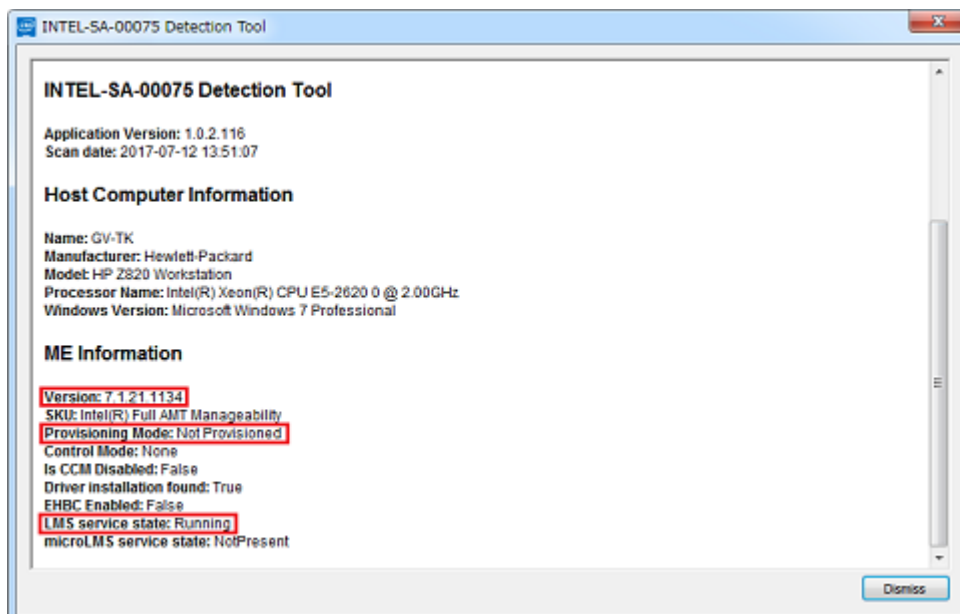 INTEL-SA-00075 Detection Tool
INTEL-SA-00075 Detection Tool
Application Version: 1.0.2.116
Scan date: 2017-07-12 13:51:07
Host Computer Information
Name: GV-TK
Manufacturer: Hewlett-Packard
Model: HP Z820 Workstation
Processor Name: Intel(R) Xeon(R) CPU E5-2620 0 @ 2.00GHz
Windows Version: Microsoft Windows 7 Professional
ME Information
Version: 7.1.21.1134
SKU: Intel(R) Full AMT Manageability
Provisioning Mode: Not Provisioned
Control Mode: None
Is CCM Disabled: False
Driver installation found: True
EHBC Enabled: False
LMS service state: Running
microLMS service state: NotPresent
Dismiss